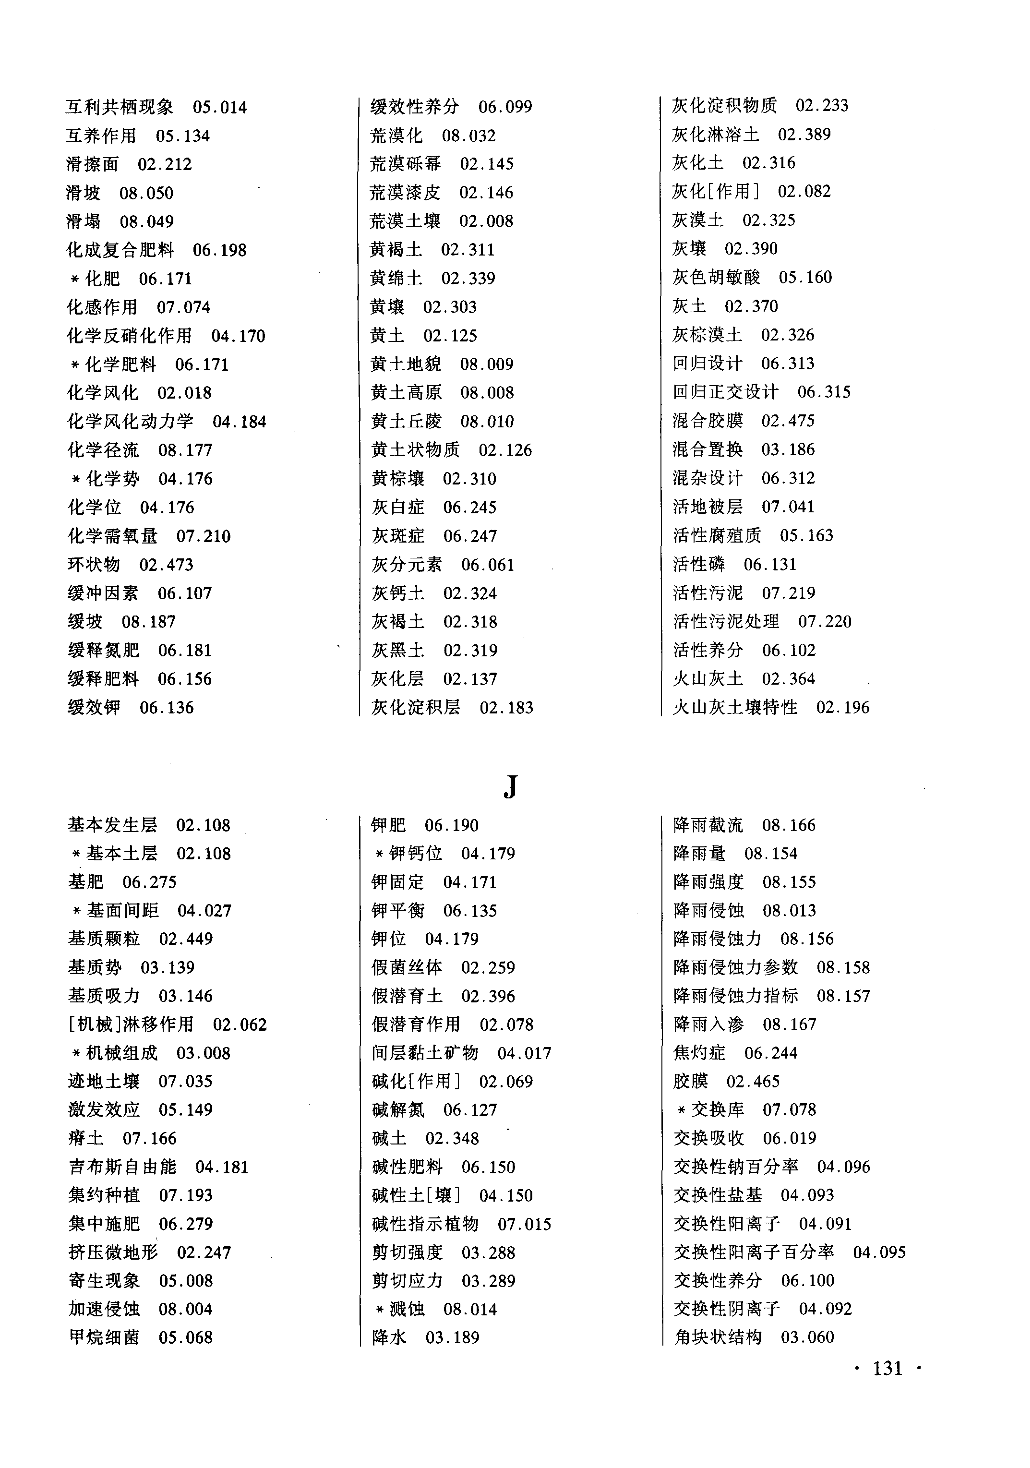 互利共栖现象 05.014
互养作用 05.134
滑擦面 02.212
滑坡 08.050
滑塌 08.049
化成复合肥料 06.198
*化肥 06.171
化感作用 07.074
化学反硝化作用 04.170
*化学肥料 06.171
化学风化 02.018
化学风化动力学 04.184
化学径流 08.177
*化学势 04.176
化学位 04.176
化学需氧量 07.210
环状物 02.473
缓冲因素 06.107
缓坡 08.187
缓释氮肥 06.181
缓释肥料 06.156
缓效钾 06.136
缓效性养分 06.099
荒漠化 08.032
荒漠砾幂 02.145
荒漠漆皮 02.146
荒漠土壤 02.008
黄褐土 02.311
黄绵土 02.339
黄壤 02.303
黄土 02.125
黄土地貌 08.009
黄土高原 08.008
黄土丘陵 08.010
黄土状物质 02.126
黄棕壤 02.310
灰白症 06.245
灰斑症 06.247
灰分元素 06.061
灰钙土 02.324
灰褐土 02.318
灰黑土 02.319
灰化层 02.137
灰化淀积层 02.183
灰化淀积物质 02.233
灰化淋溶土 02.389
灰化土 02.316
灰化[作用] 02.082
灰漠土 02.325
灰壤 02.390
灰色胡敏酸 05.160
灰土 02.370
灰棕漠土 02.326
回归设计 06.313
回归正交设计 06.315
混合胶膜 02.475
混合置换 03.186
混杂设计 06.312
活地被层 07.041
活性腐殖质 05.163
活性磷 06.131
活性污泥 07.219
活性污泥处理 07.220
活性养分 06.102
火山灰土 02.364
火山灰土壤特性 02.196
J
基本发生层 02.108
*基本土层 02.108
基肥 06.275
*基面间距 04.027
基质颗粒 02.449
基质势 03.139
基质吸力 03.146
[机械]淋移作用 02.062
*机械组成 03.008
迹地土壤 07.035
激发效应 05.149
瘠土 07.166
吉布斯自由能 04.181
集约种植 07.193
集中施肥 06.279
挤压微地形 02.247
寄生现象 05.008
加速侵蚀 08.004
甲烷细菌 05.068
钾肥 06.190
*钾钙位 04.179
钾固定 04.171
钾平衡 06.135
钾位 04.179
假菌丝体 02.259
假潜育土 02.396
假潜育作用 02.078
间层黏土矿物 04.017
碱化[作用] 02.069
碱解氮 06.127
碱土 02.348
碱性肥料 06.150
碱性土[壤] 04.150
碱性指示植物 07.015
剪切强度 03.288
剪切应力 03.289
*溅蚀 08.014
降水 03.189
降雨截流 08.166
降雨量 08.154
降雨强度 08.155
降雨侵蚀 08.013
降雨侵蚀力 08.156
降雨侵蚀力参数 08.158
降雨侵蚀力指标 08.157
降雨入渗 08.167
焦灼症 06.244
胶膜 02.465
*交换库 07.078
交换吸收 06.019
交换性钠百分率 04.096
交换性盐基 04.093
交换性阳离子 04.091
交换性阳离子百分率 04.095
交换性养分 06.100
交换性阴离子 04.092
角块状结构 03.060
· 131 ·